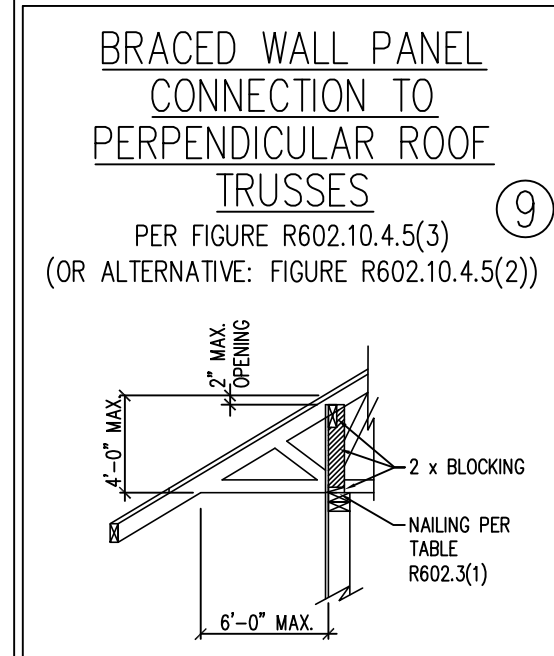 BRACED WALL PANEL
CONNECTION TO
PERPENDICULAR ROOF
TRUSSES
9
PER FIGURE R602.10.4.5(3)
(OR ALTERNATIVE: FIGURE R602.10.4.5(2))
2" MAX.
OPENING
4'-0" MAX
2 x BLOCKING
NAILING PER
TABLE
R602.3(1)
6'-0" MAX.